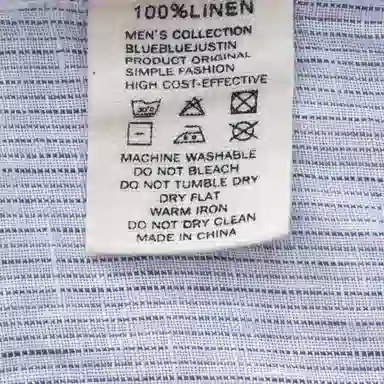 100%LINEN
MEN'S COLLECTION
BLUEBLUEJUSTIN
PRODUCT ORIGINAL
SIMPLE FASHION
HIGH COST-EFFECTIVE
MACHINE WASHABLE
DO NOT BLEACH
DO NOT TUMBLE DRY
DRY FLAT
WARM IRON
DO NOT DRY CLEAN
MADE IN CHINA